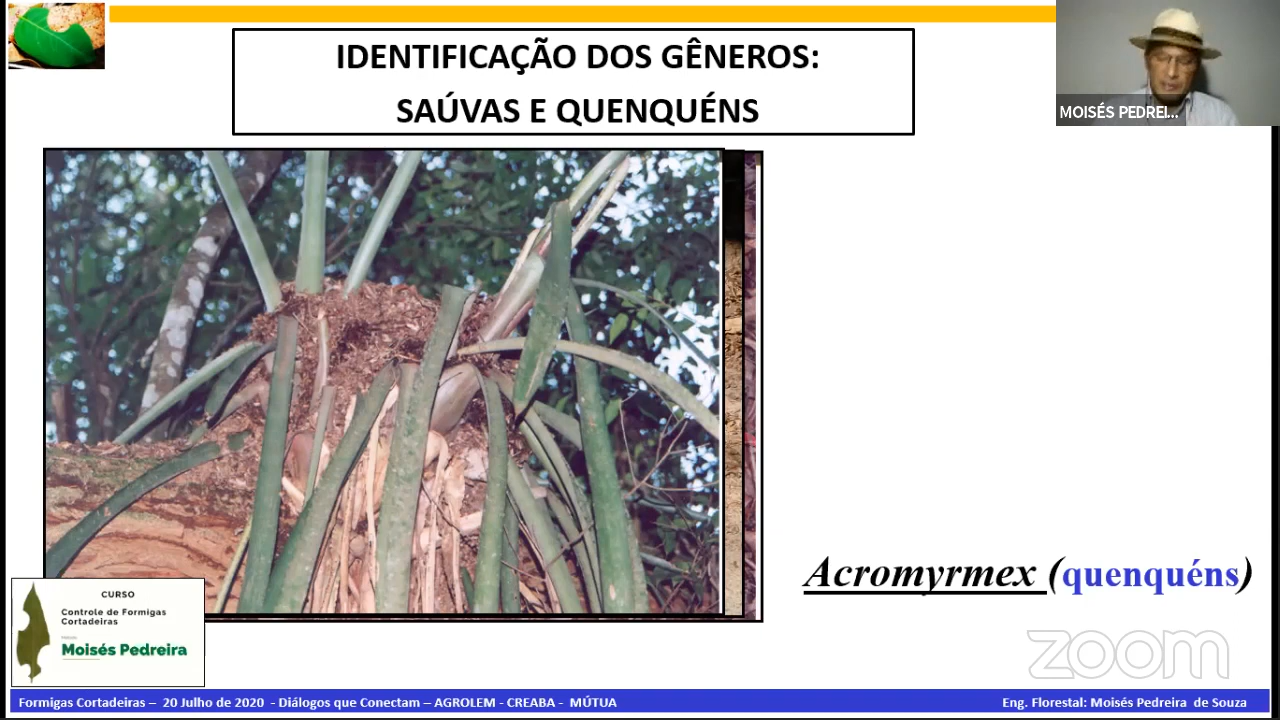 IDENTIFICAÇÃO DOS GÊNEROS:
SAÚVAS E QUENQUÉNS
MOISÉS PEDREI...
Acromyrmex (quenquéns)
CURSO
Controle de Formigas
Cortadeiras
Moisés Pedreira
zoom
Formigas Cortadeiras – 20 Julho de 2020 - Diálogos que Conectam – AGROLEM - CREABA - MÚTUA
Eng. Florestal: Moisés Pedreira de Souza